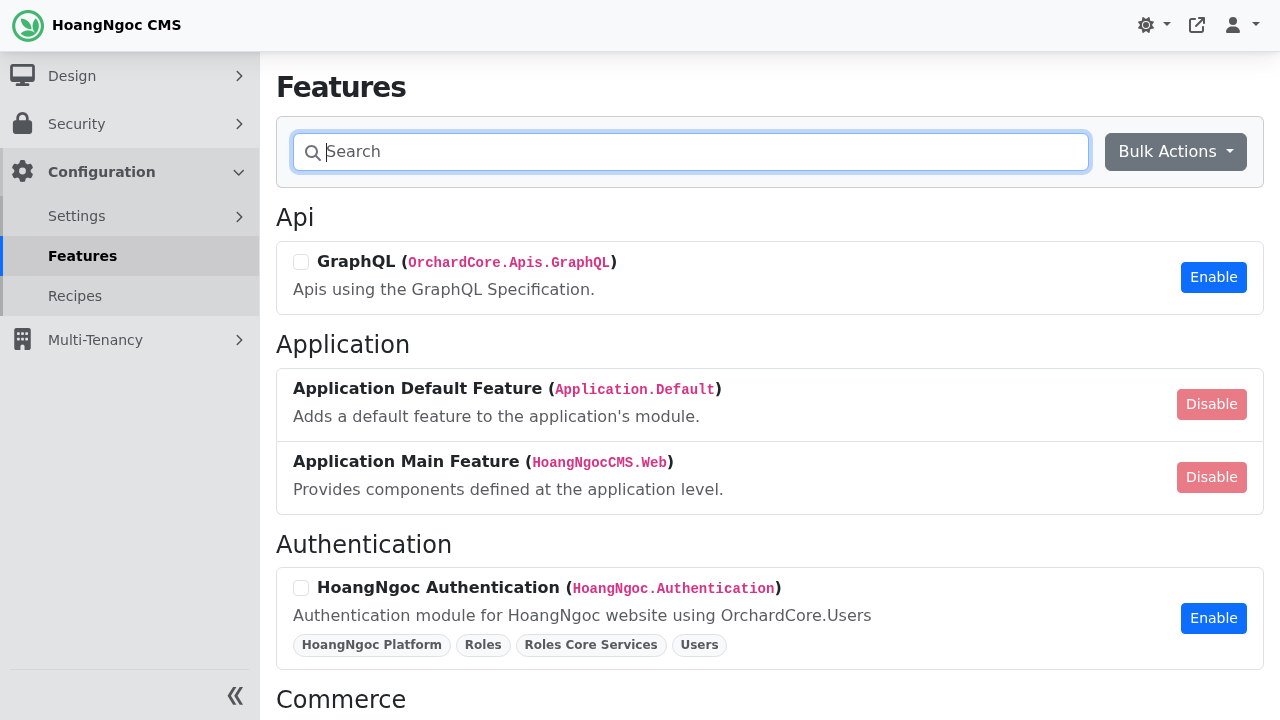 HoangNgoc CMS
Design
Security
Configuration
Settings
Features
Recipes
Multi-Tenancy
Features
Search
Bulk Actions
Api
GraphQL (OrchardCore.Apis.GraphQL)
Apis using the GraphQL Specification.
Enable
Application
Application Default Feature (Application.Default)
Adds a default feature to the application's module.
Disable
Application Main Feature (HoangNgocCMS.Web)
Provides components defined at the application level.
Disable
Authentication
HoangNgoc Authentication (HoangNgoc.Authentication)
Authentication module for HoangNgoc website using OrchardCore.Users
HoangNgoc Platform Roles Roles Core Services Users
Enable
Commerce